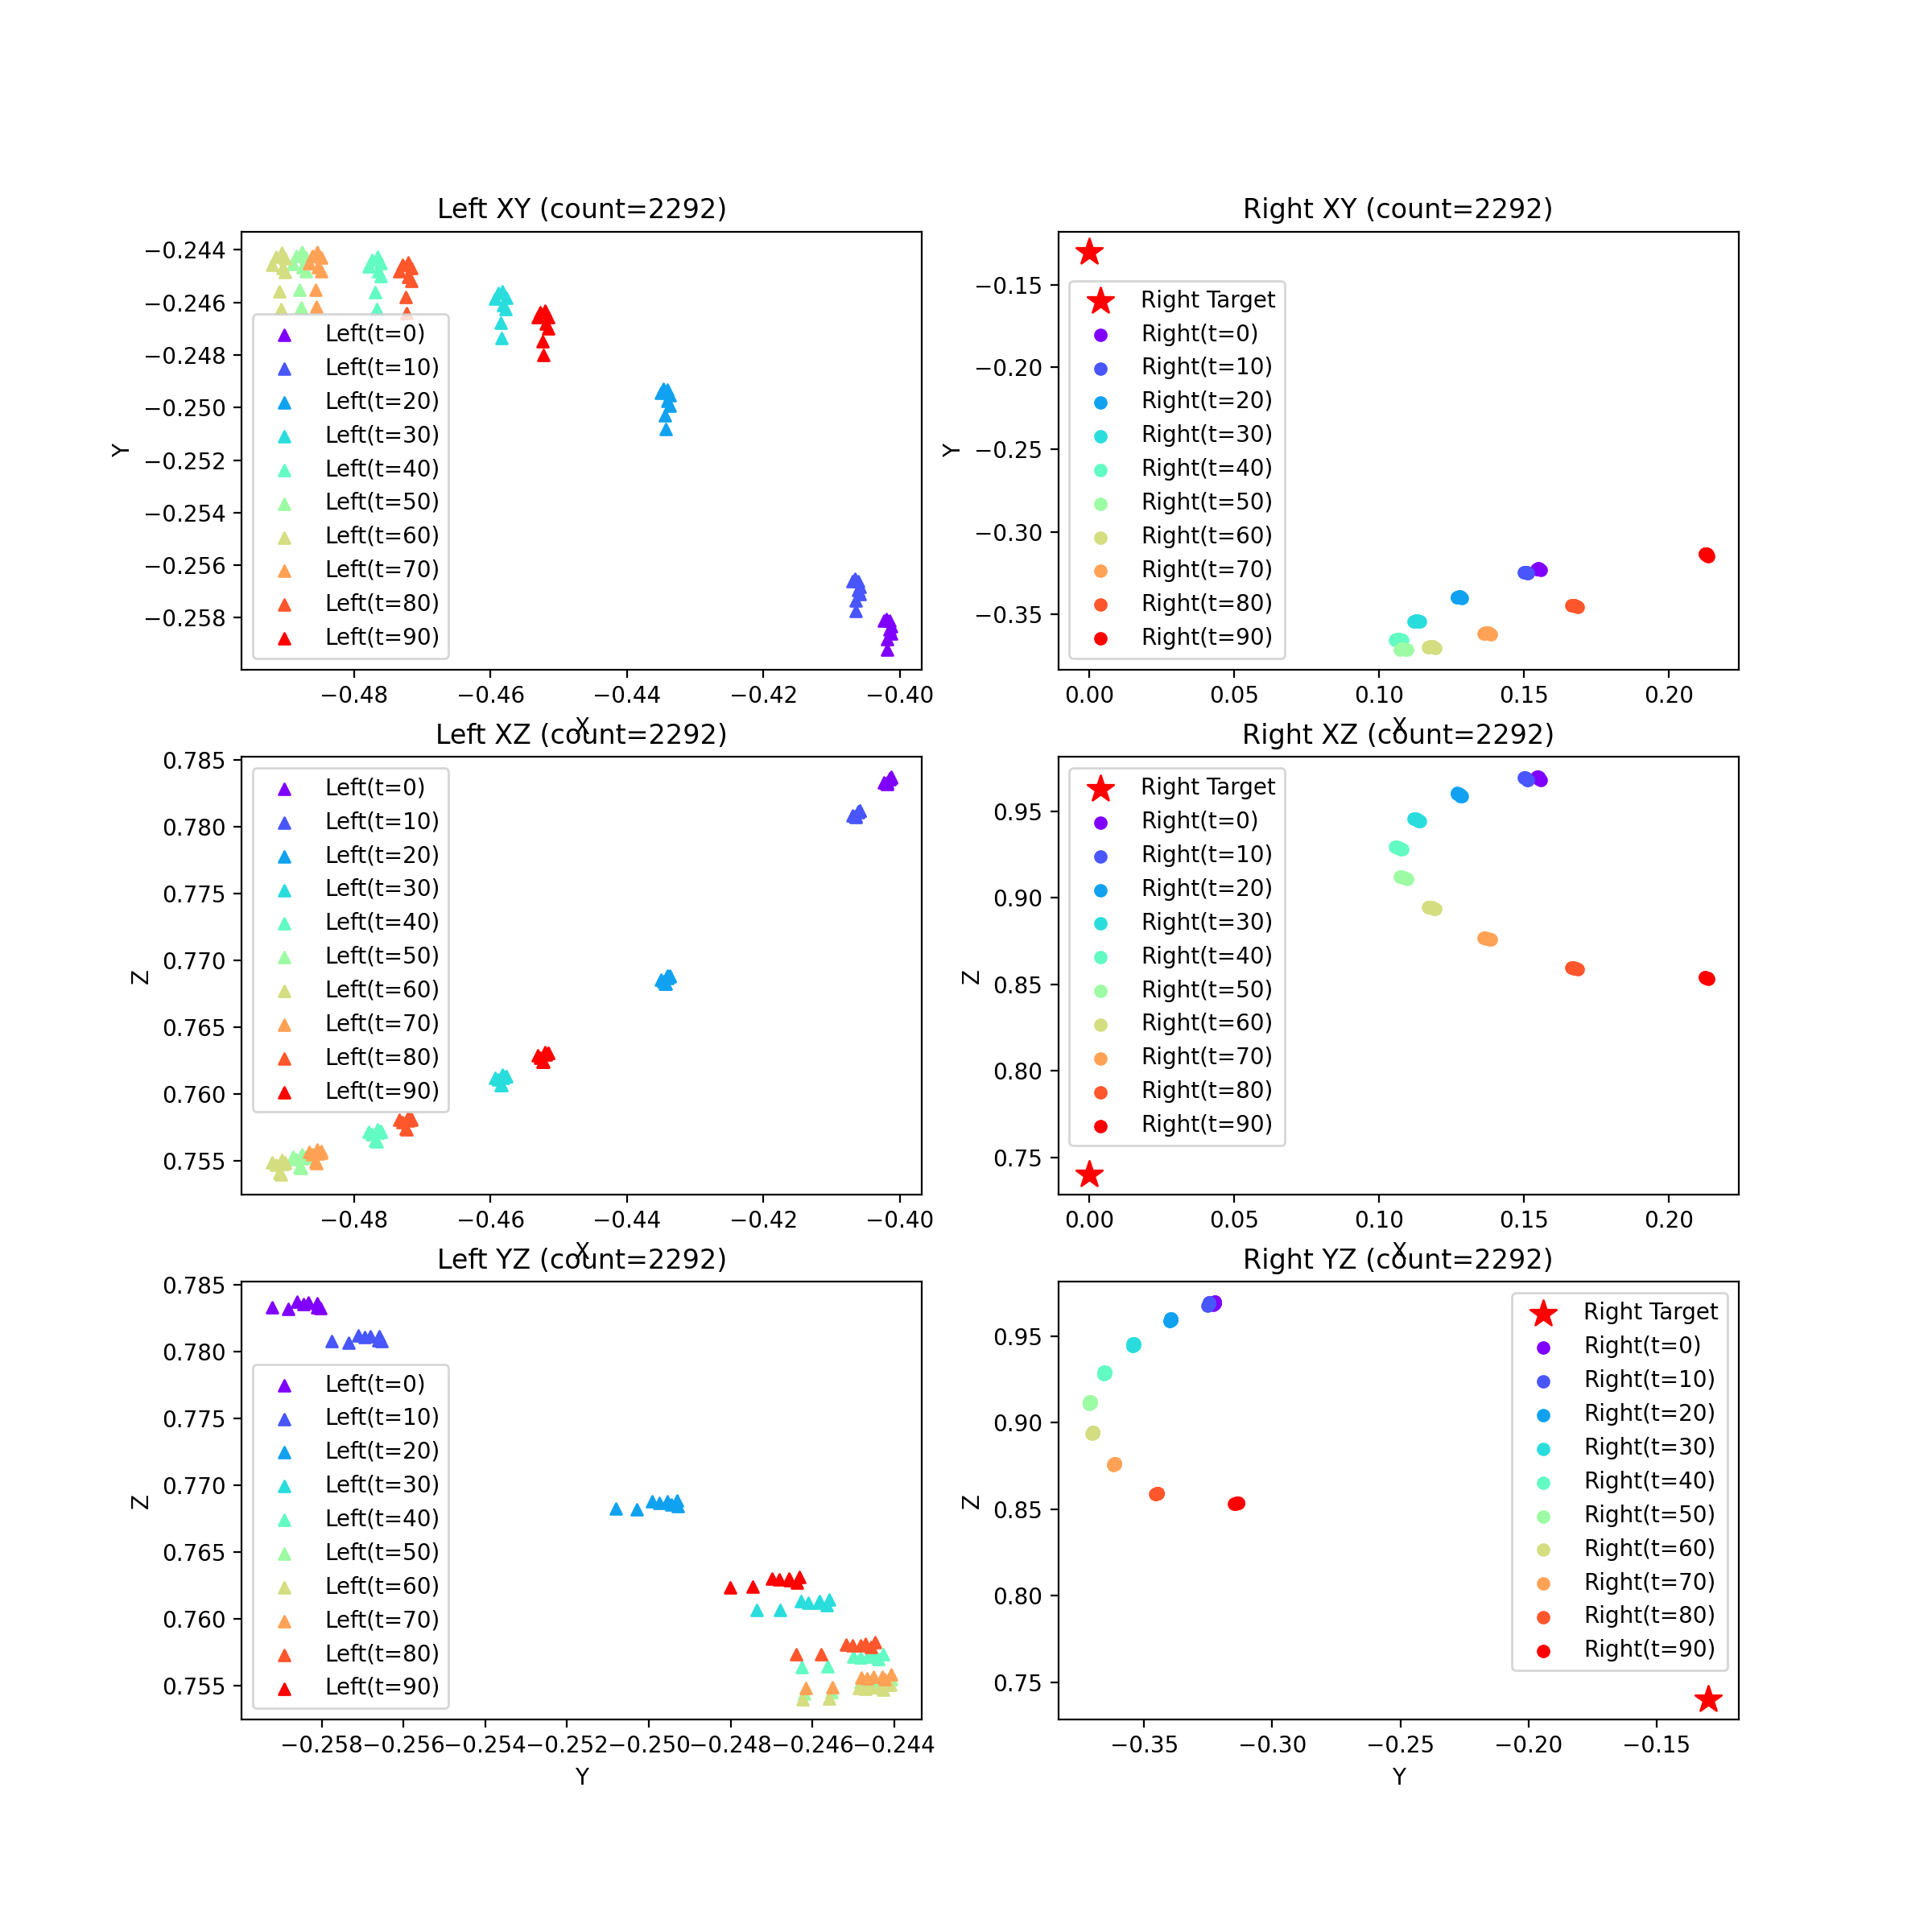 Left XY (count=2292)
−0.244
−0.246
−0.248
−0.250
−0.252
−0.254
−0.256
−0.258
Y
Left(t=0)
Left(t=10)
Left(t=20)
Left(t=30)
Left(t=40)
Left(t=50)
Left(t=60)
Left(t=70)
Left(t=80)
Left(t=90)
−0.48 −0.46 −0.44 −0.42 −0.40
X
Right XY (count=2292)
−0.15
−0.20
−0.25
−0.30
−0.35
Y
Right Target
Right(t=0)
Right(t=10)
Right(t=20)
Right(t=30)
Right(t=40)
Right(t=50)
Right(t=60)
Right(t=70)
Right(t=80)
Right(t=90)
0.00 0.05 0.10 0.15 0.20
X
Left XZ (count=2292)
0.785
0.780
0.775
0.770
0.765
0.760
0.755
Z
Left(t=0)
Left(t=10)
Left(t=20)
Left(t=30)
Left(t=40)
Left(t=50)
Left(t=60)
Left(t=70)
Left(t=80)
Left(t=90)
−0.48 −0.46 −0.44 −0.42 −0.40
X
Right XZ (count=2292)
0.95
0.90
0.85
0.80
0.75
Z
Right Target
Right(t=0)
Right(t=10)
Right(t=20)
Right(t=30)
Right(t=40)
Right(t=50)
Right(t=60)
Right(t=70)
Right(t=80)
Right(t=90)
0.00 0.05 0.10 0.15 0.20
X
Left YZ (count=2292)
0.785
0.780
0.775
0.770
0.765
0.760
0.755
Z
Left(t=0)
Left(t=10)
Left(t=20)
Left(t=30)
Left(t=40)
Left(t=50)
Left(t=60)
Left(t=70)
Left(t=80)
Left(t=90)
−0.258 −0.256 −0.254 −0.252 −0.250 −0.248 −0.246 −0.244
Y
Right YZ (count=2292)
0.95
0.90
0.85
0.80
0.75
Z
Right Target
Right(t=0)
Right(t=10)
Right(t=20)
Right(t=30)
Right(t=40)
Right(t=50)
Right(t=60)
Right(t=70)
Right(t=80)
Right(t=90)
−0.35 −0.30 −0.25 −0.20 −0.15
Y